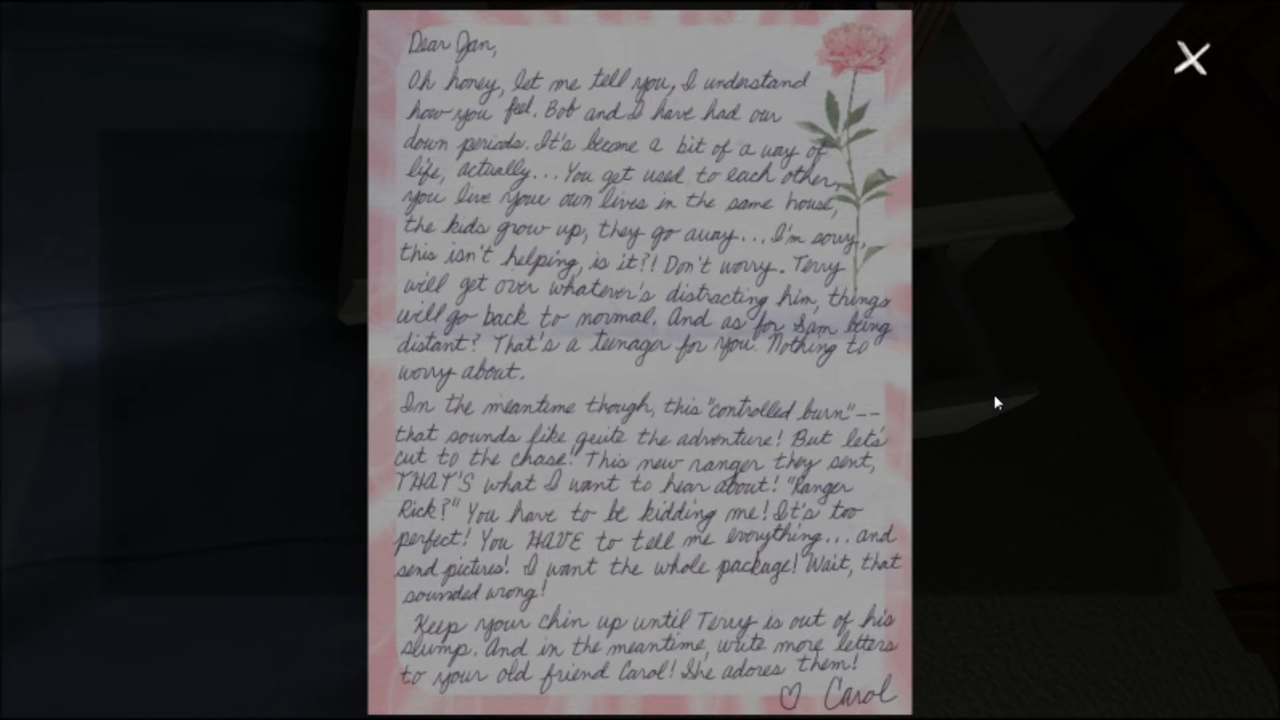 Dear Jan,
Oh honey, let me tell you, I understand
how you feel. Bob and I have had our
down periods. It's become a bit of a way of
life, actually... You get used to each other,
you live your own lives in the same house,
the kids grow up, they go away... I'm sorry,
this isn't helping, is it?! Don't worry. Terry
will get over whatever's distracting him, things
will go back to normal. And as for Sam being
distant? That's a teenager for you. Nothing to
worry about.
In the meantime though, this "controlled burn"--
that sounds like quite the adventure! But let's
cut to the chase! This new ranger they sent,
THAT'S what I want to hear about! "Ranger
Rick?" You have to be kidding me! It's too
perfect! You HAVE to tell me everything... and
send pictures! I want the whole package! Wait, that
sounded wrong!
Keep your chin up until Terry is out of his
slump. And in the meantime, write more letters
to your old friend Carol! She adores them!
♡ Carol